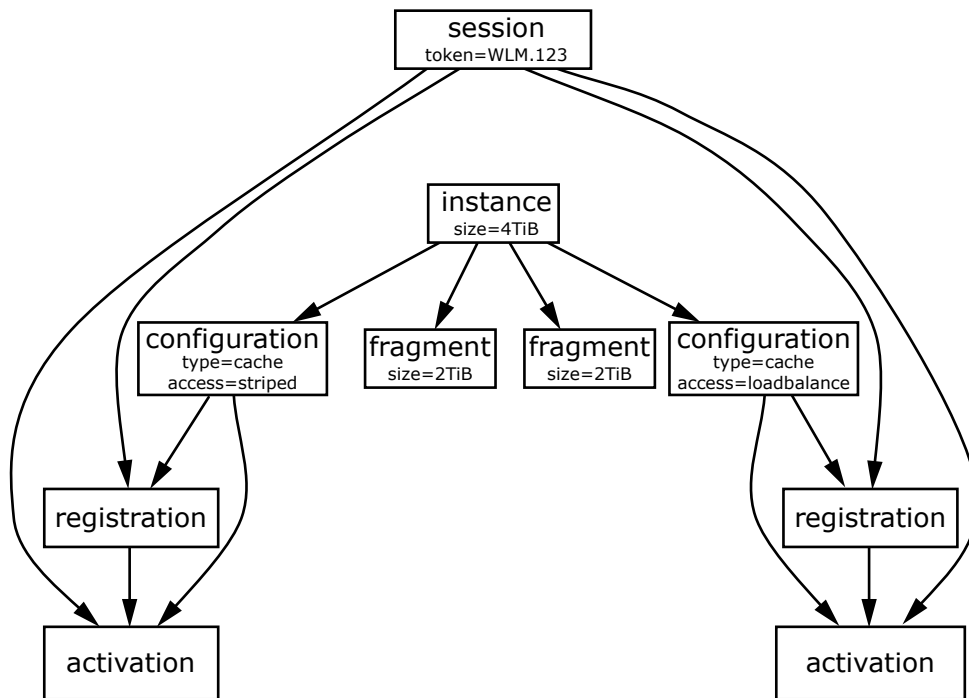 session
token=WLM.123
instance
size=4TiB
configuration
type=cache
access=striped
fragment
size=2TiB
fragment
size=2TiB
configuration
type=cache
access=loadbalance
registration
registration
activation
activation